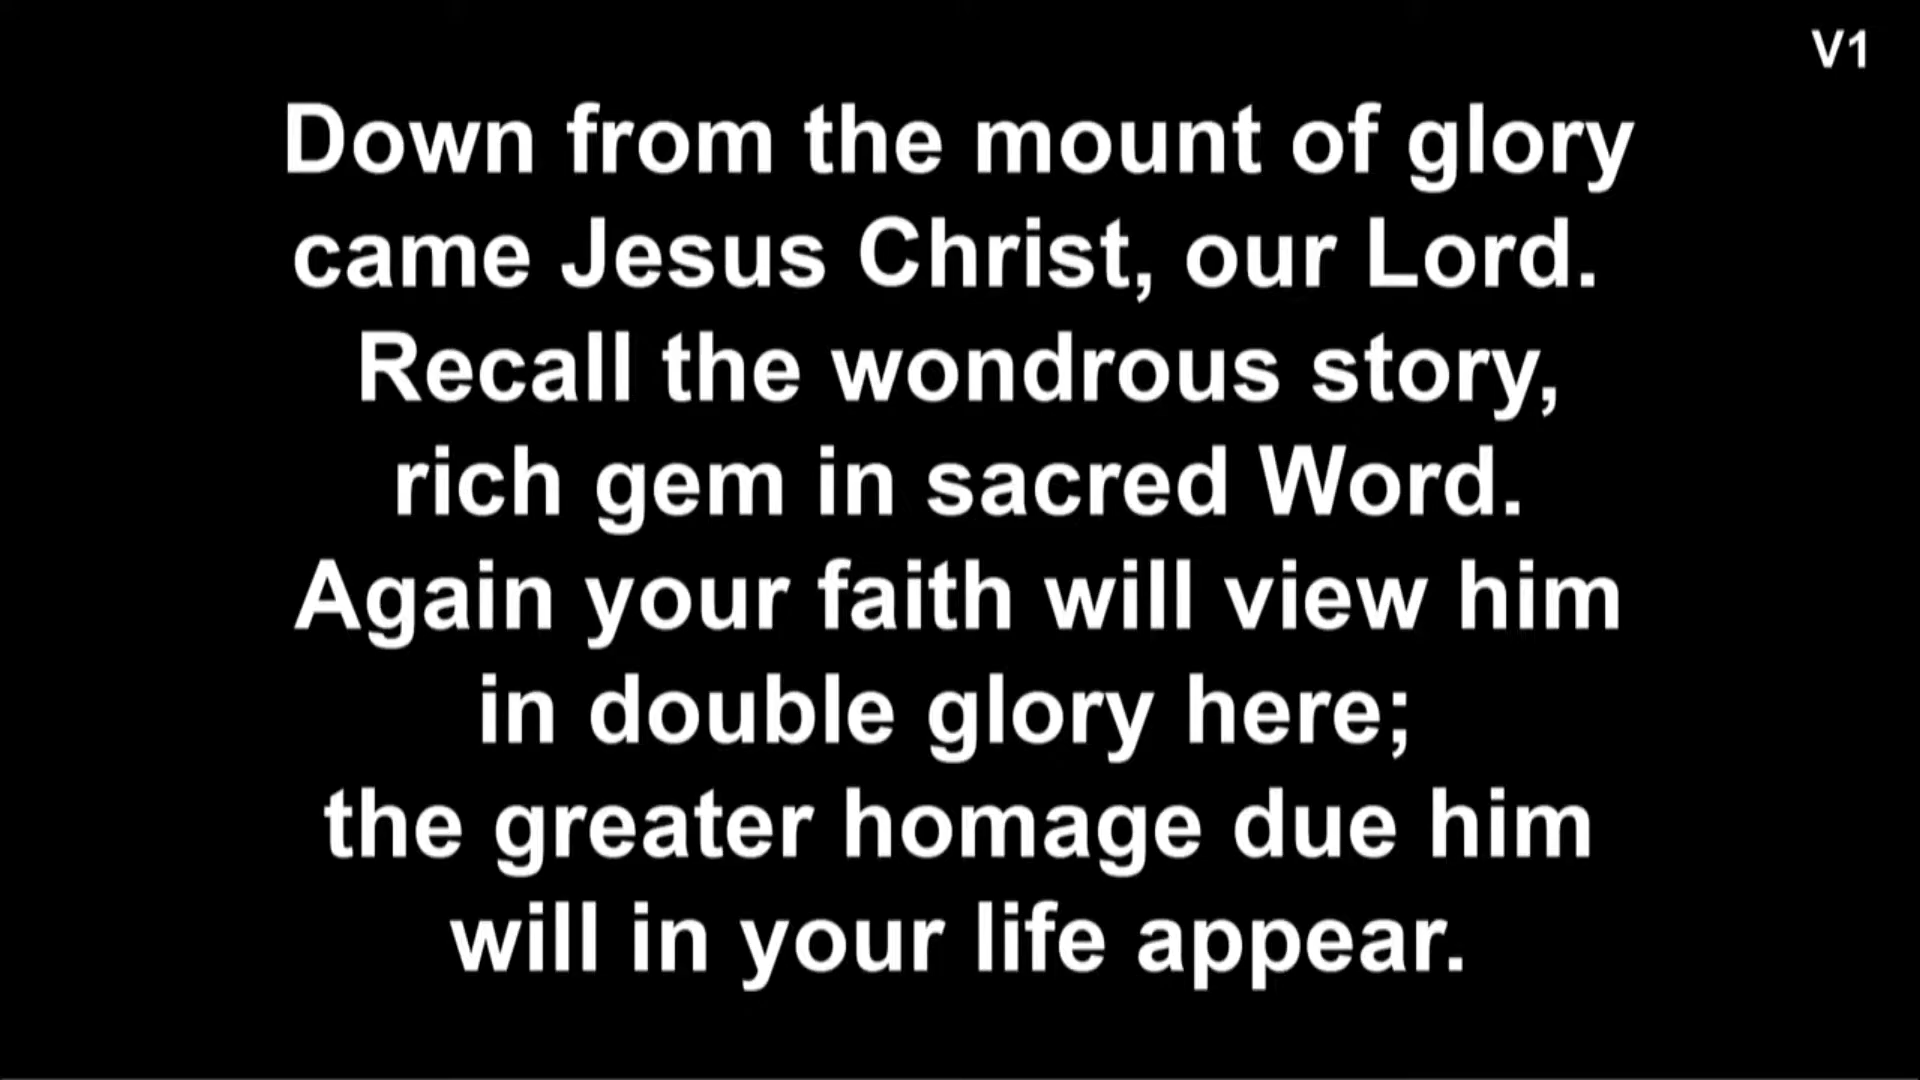 V1
Down from the mount of glory
came Jesus Christ, our Lord.
Recall the wondrous story,
rich gem in sacred Word.
Again your faith will view him
in double glory here;
the greater homage due him
will in your life appear.